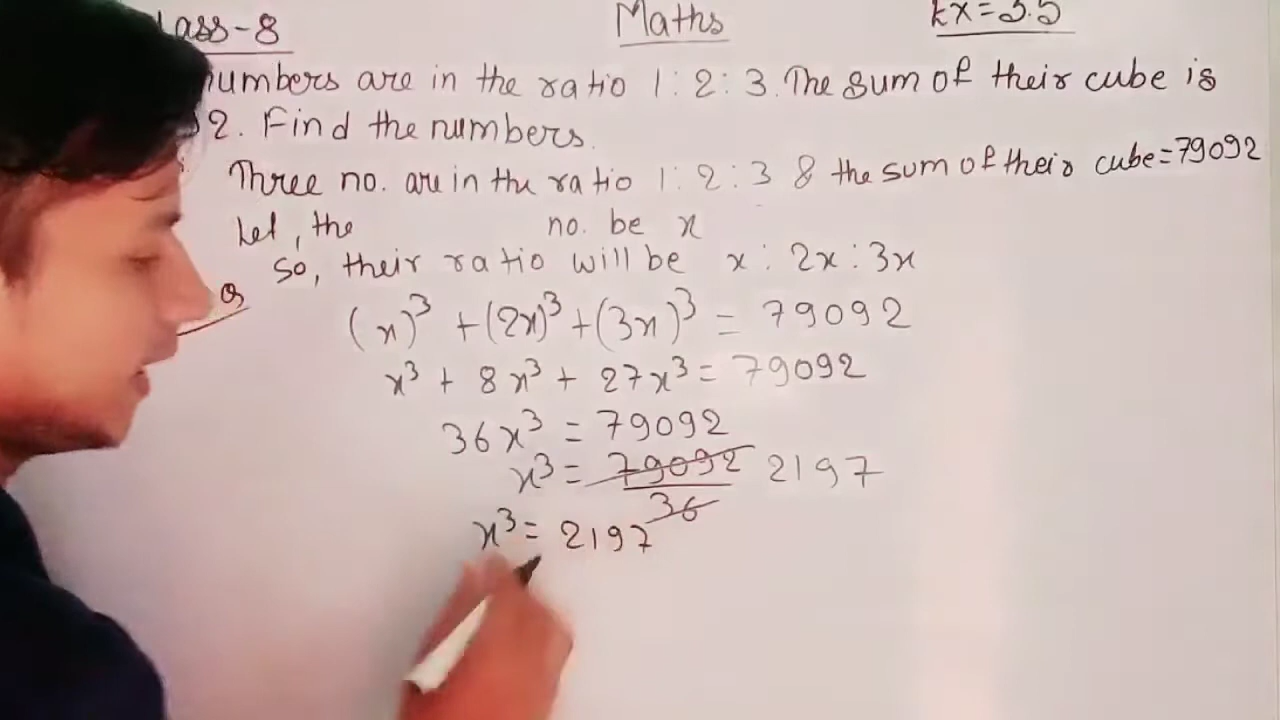 lass-8 Maths Ex=5.5
numbers are in the ratio 1:2:3. The sum of their cube is
92. Find the numbers.
Three no. are in the ratio 1:2:3 & the sum of their cube=79092
Let, the no. be x
So, their ratio will be x:2x:3x
(x)³ + (2x)³ + (3x)³ = 79092
x³ + 8x³ + 27x³ = 79092
36x³ = 79092
x³ = 79092/36 2197
x³ = 2197